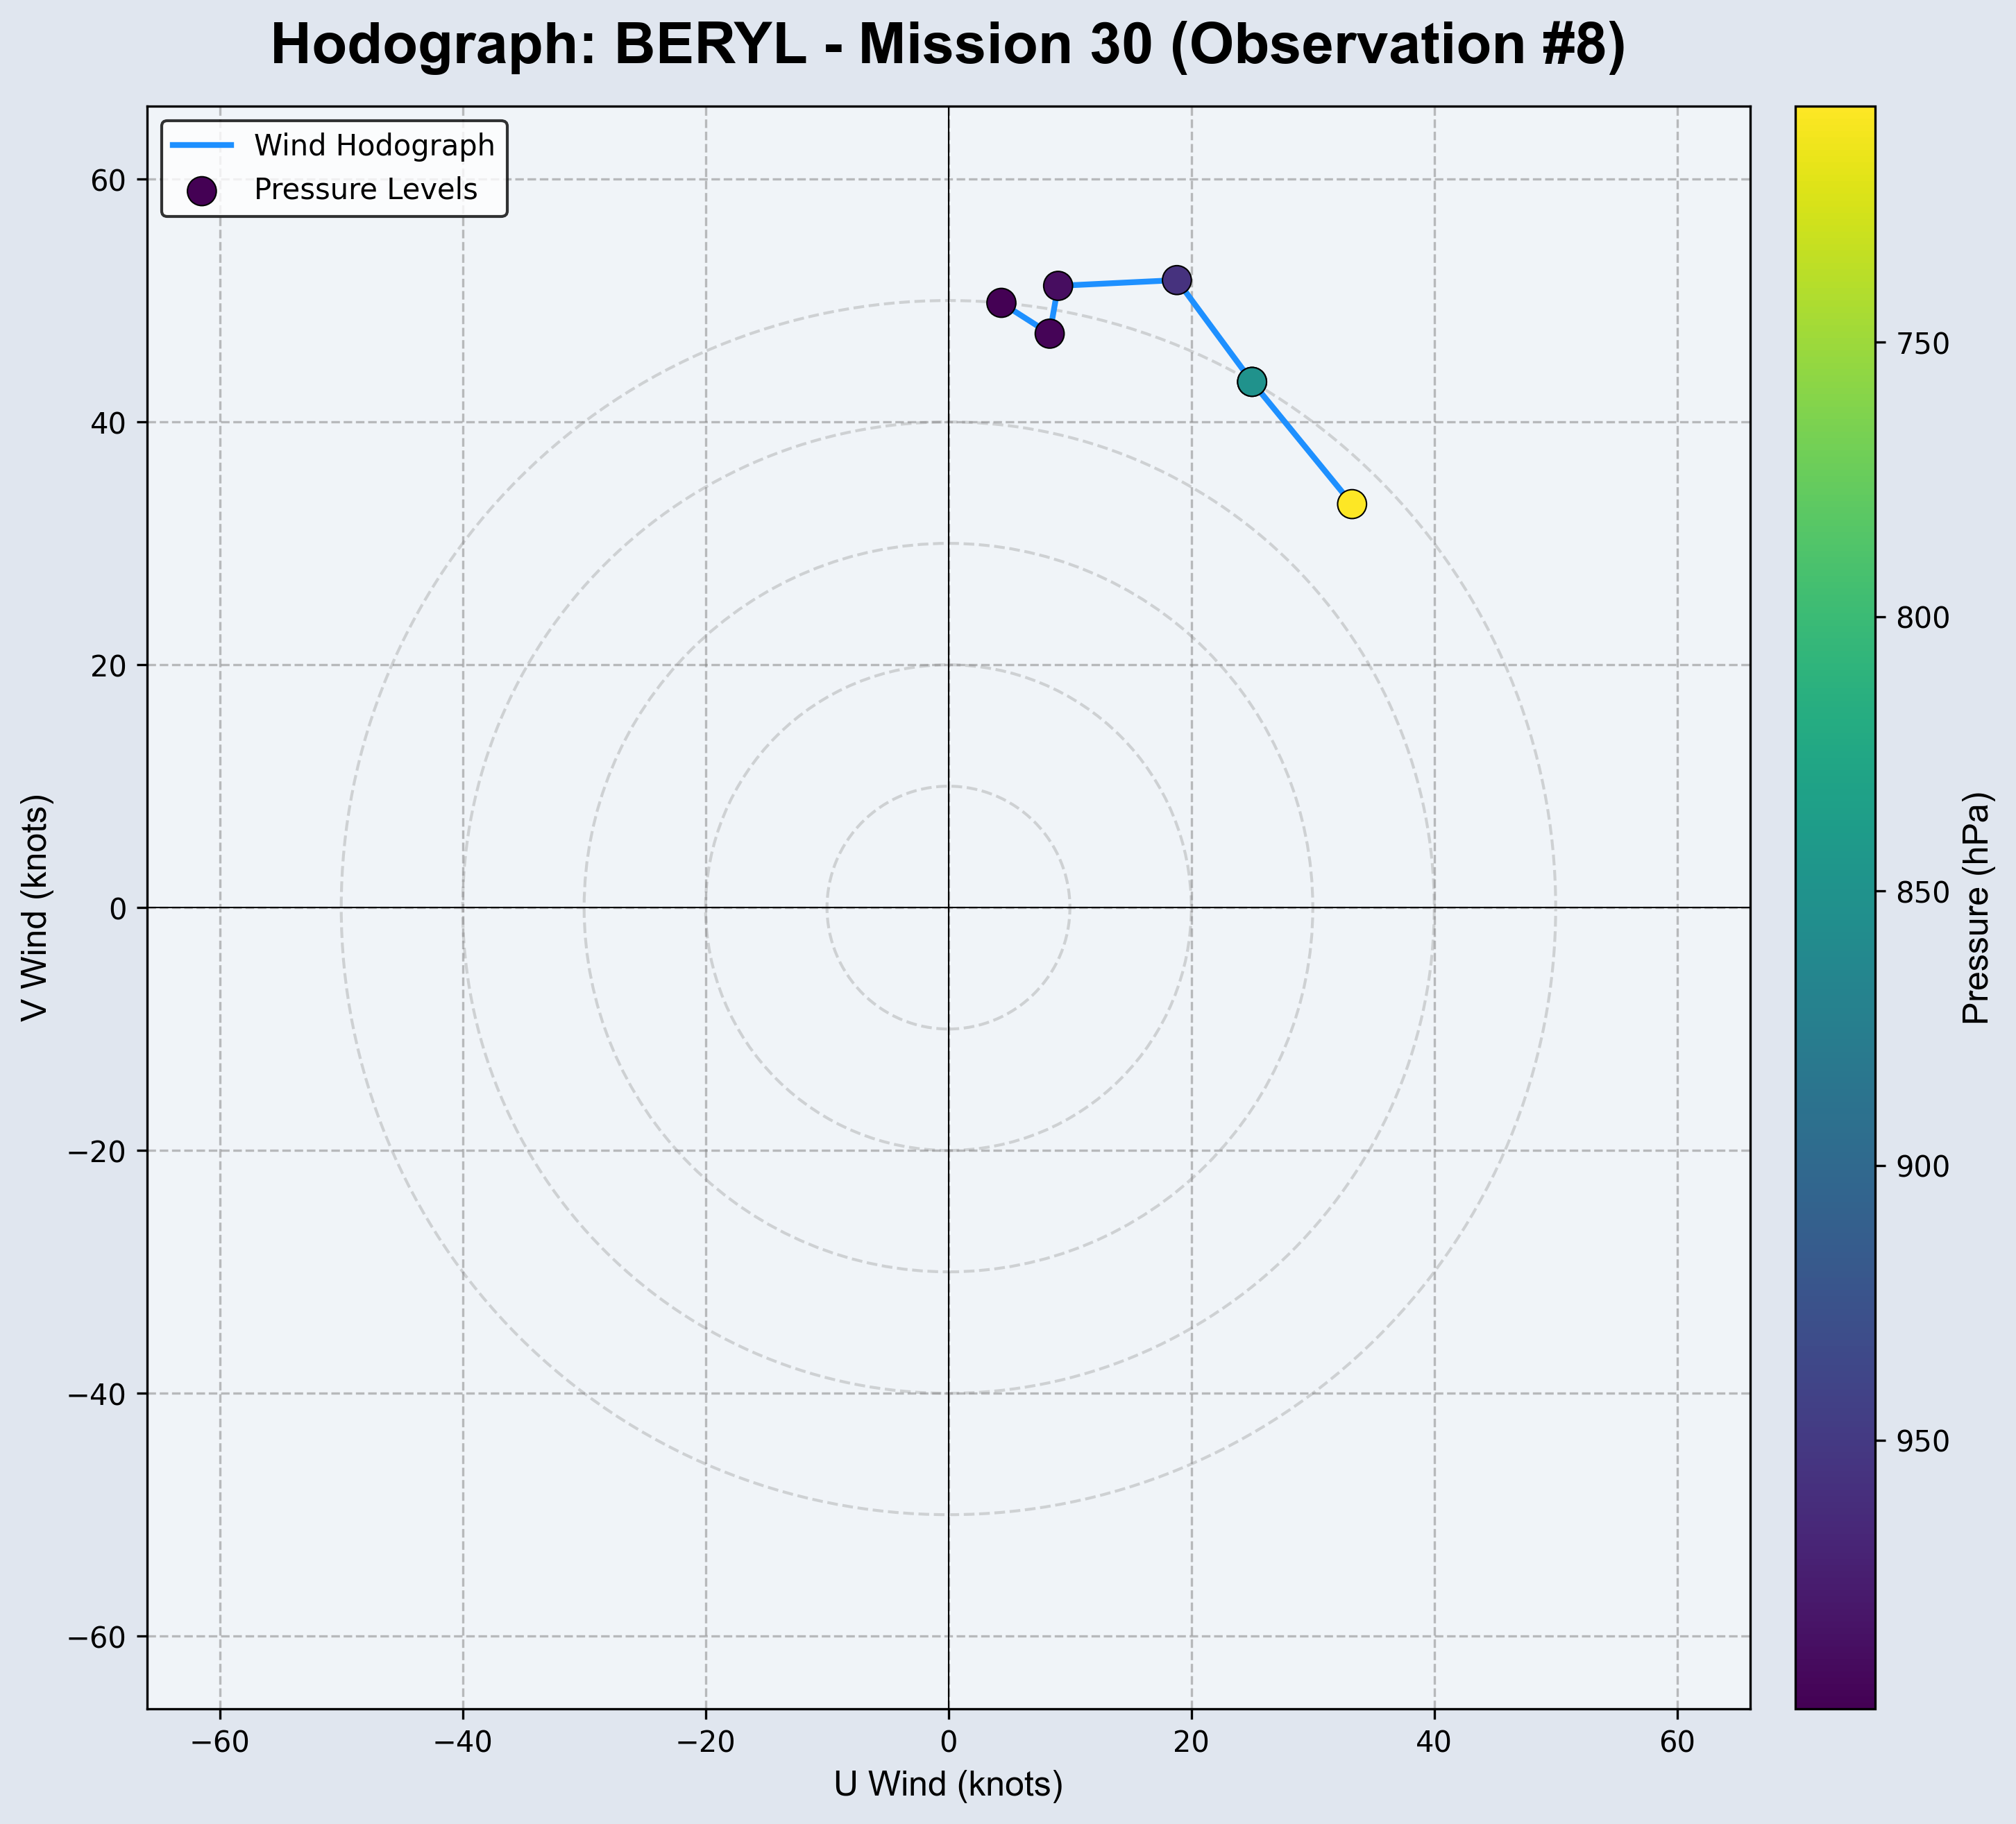 Hodograph: BERYL - Mission 30 (Observation #8)
Wind Hodograph
Pressure Levels
60
40
20
0
−20
−40
−60
V Wind (knots)
−60 −40 −20 0 20 40 60
U Wind (knots)
750
800
850
900
950
Pressure (hPa)